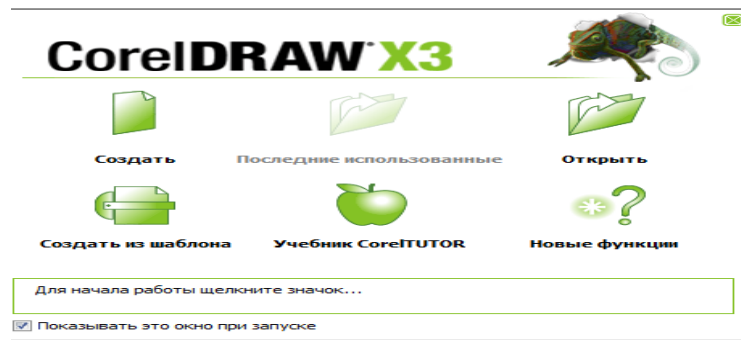 CorelDRAW X3
Создать
Последние использованные
Открыть
Создать из шаблона
Учебник CorelTUTOR
Новые функции
Для начала работы щелкните значок...
Показывать это окно при запуске